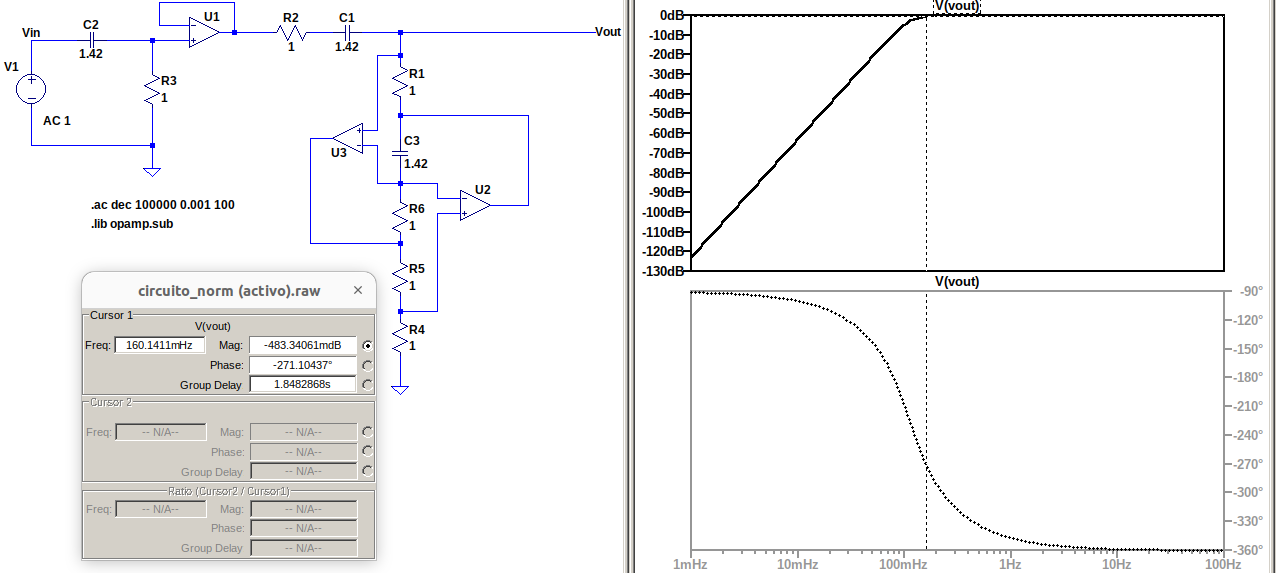 Vin
C2
1.42
U1
R2
1
C1
1.42
Vout
V1
AC 1
R3
1
R1
1
C3
1.42
U3
U2
R6
1
R5
1
R4
1
.ac dec 100000 0.001 100
.lib opamp.sub
circuito_norm (activo).raw ×
Cursor 1
V(vout)
Freq: 160.1411mHz Mag: -483.34061mdB
Phase: -271.10437°
Group Delay 1.8482868s
Cursor 2
Freq: -- N/A-- Mag: -- N/A--
Phase: -- N/A--
Group Delay -- N/A--
Ratio (Cursor2 / Cursor1)
Freq: -- N/A-- Mag: -- N/A--
Phase: -- N/A--
Group Delay -- N/A--
V(vout)
0dB
-10dB
-20dB
-30dB
-40dB
-50dB
-60dB
-70dB
-80dB
-90dB
-100dB
-110dB
-120dB
-130dB
V(vout)
-90°
-120°
-150°
-180°
-210°
-240°
-270°
-300°
-330°
-360°
1mHz 10mHz 100mHz 1Hz 10Hz 100Hz